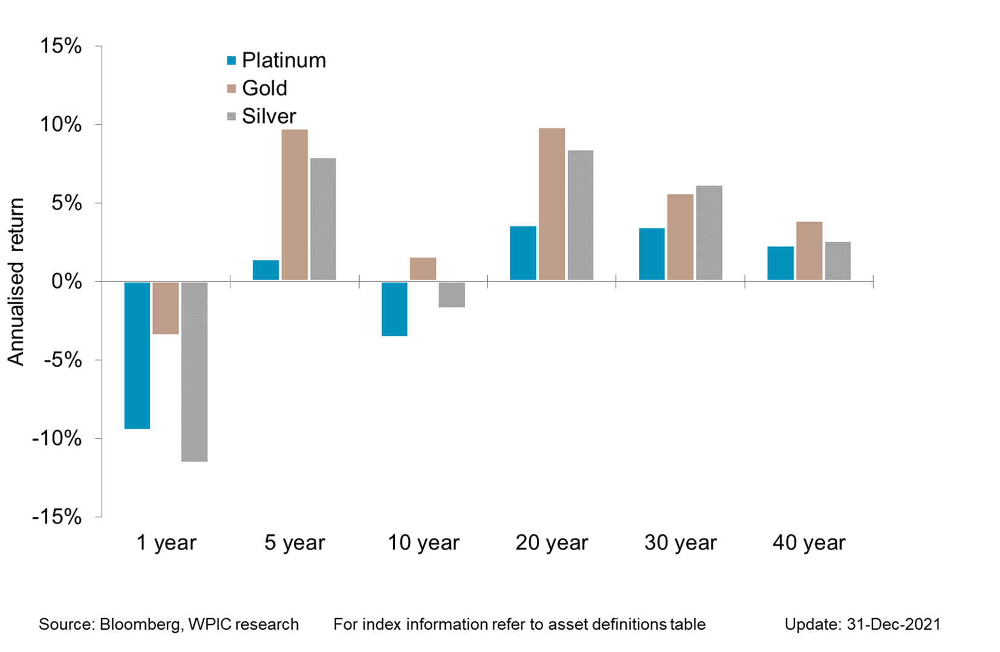 15%
10%
5%
0%
-5%
-10%
-15%
Annualised return
Platinum
Gold
Silver
1 year
5 year
10 year
20 year
30 year
40 year
Source: Bloomberg, WPIC research
For index information refer to asset definitions table
Update: 31-Dec-2021